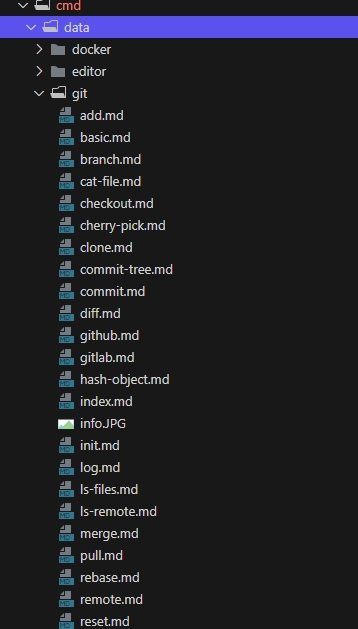 cmd
data
docker
editor
git
add.md
basic.md
branch.md
cat-file.md
checkout.md
cherry-pick.md
clone.md
commit-tree.md
commit.md
diff.md
github.md
gitlab.md
hash-object.md
index.md
info.JPG
init.md
log.md
ls-files.md
ls-remote.md
merge.md
pull.md
rebase.md
remote.md
reset.md